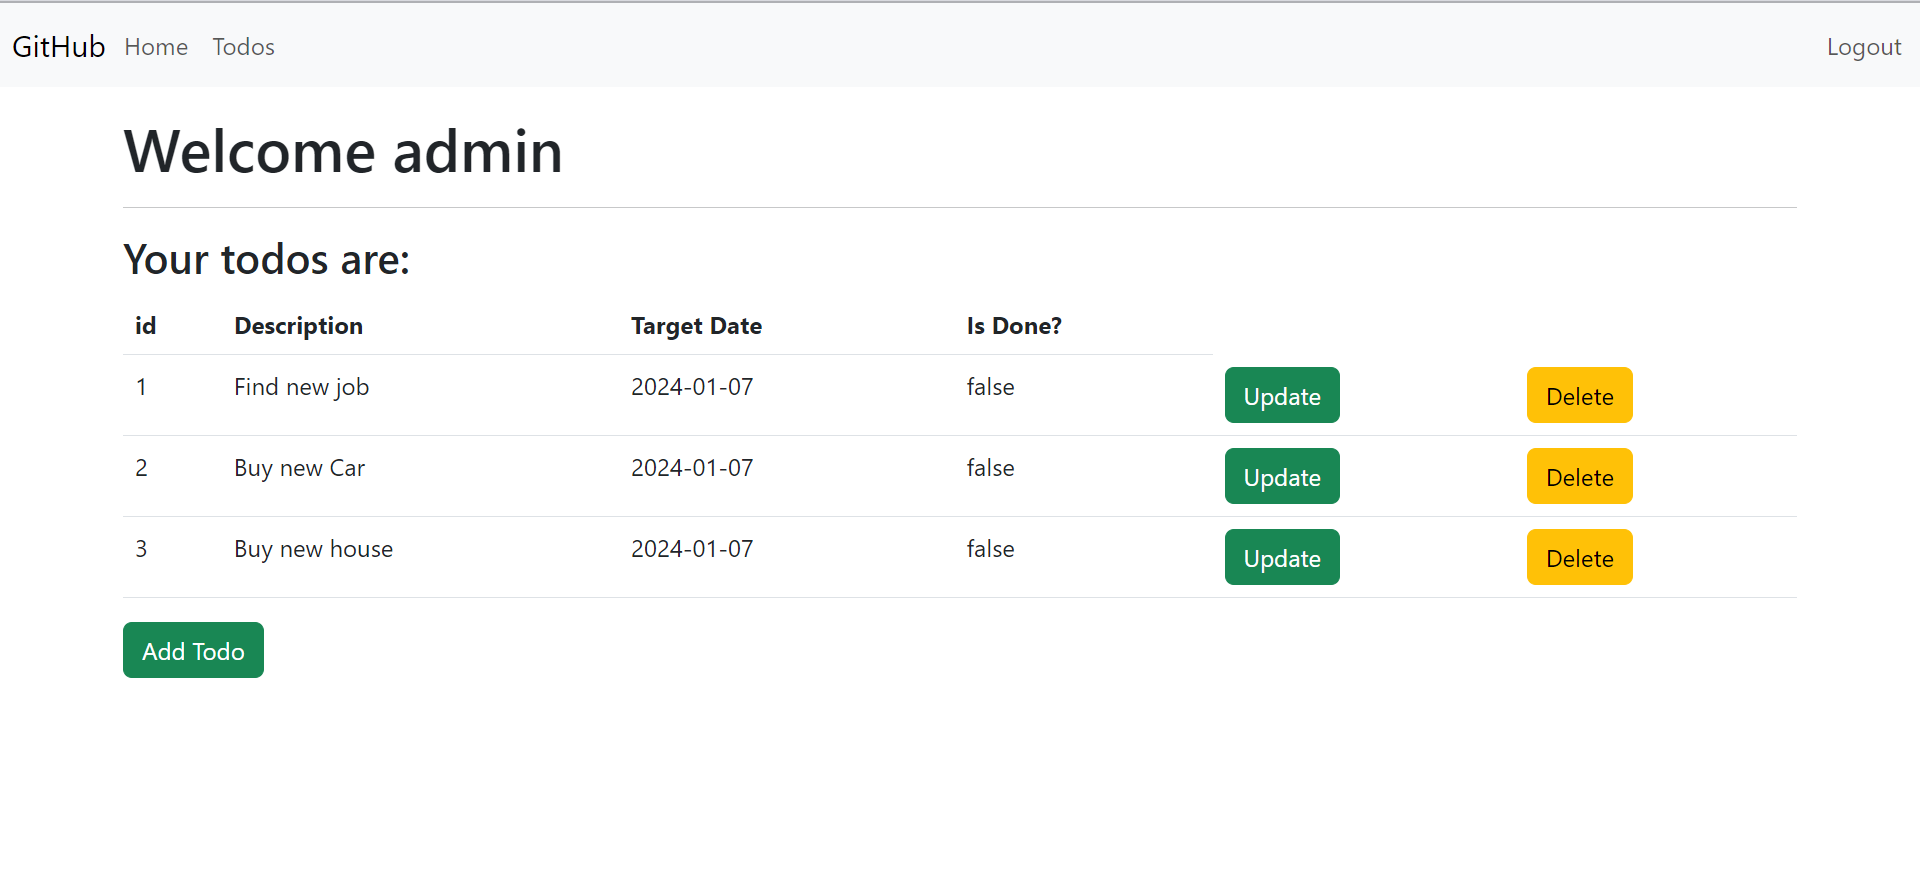 GitHub Home Todos Logout
Welcome admin
Your todos are:
id Description Target Date Is Done?
1 Find new job 2024-01-07 false Update Delete
2 Buy new Car 2024-01-07 false Update Delete
3 Buy new house 2024-01-07 false Update Delete
Add Todo